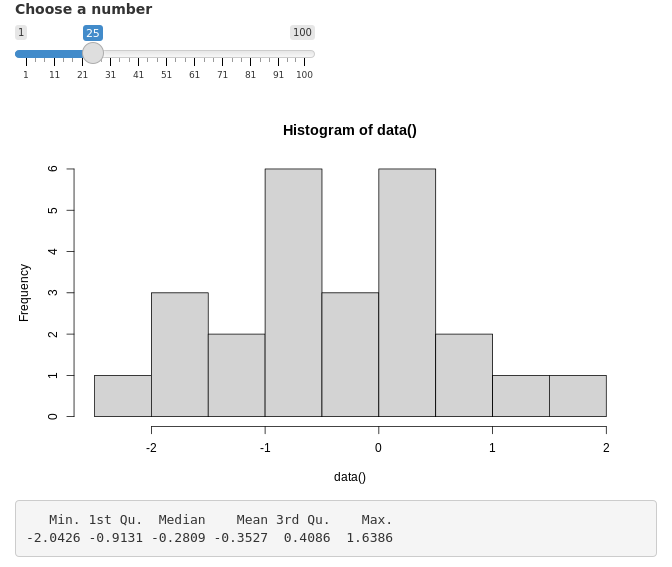 Choose a number
1 25 100
1 11 21 31 41 51 61 71 81 91 100
Histogram of data()
Frequency
6
5
4
3
2
1
0
-2 -1 0 1 2
data()
Min. 1st Qu. Median Mean 3rd Qu. Max.
-2.0426 -0.9131 -0.2809 -0.3527 0.4086 1.6386